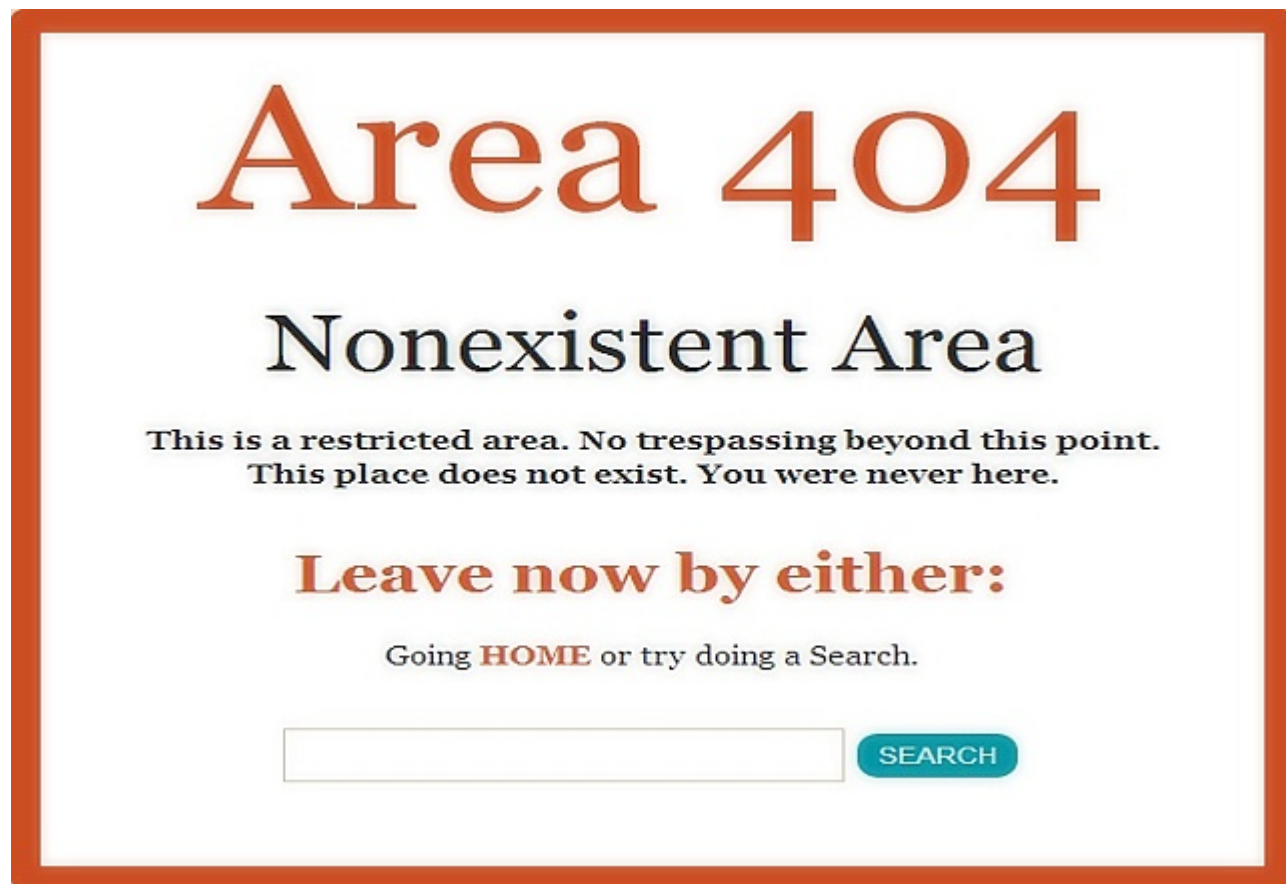 Area 404
Nonexistent Area
This is a restricted area. No trespassing beyond this point.
This place does not exist. You were never here.
Leave now by either:
Going HOME or try doing a Search.
SEARCH